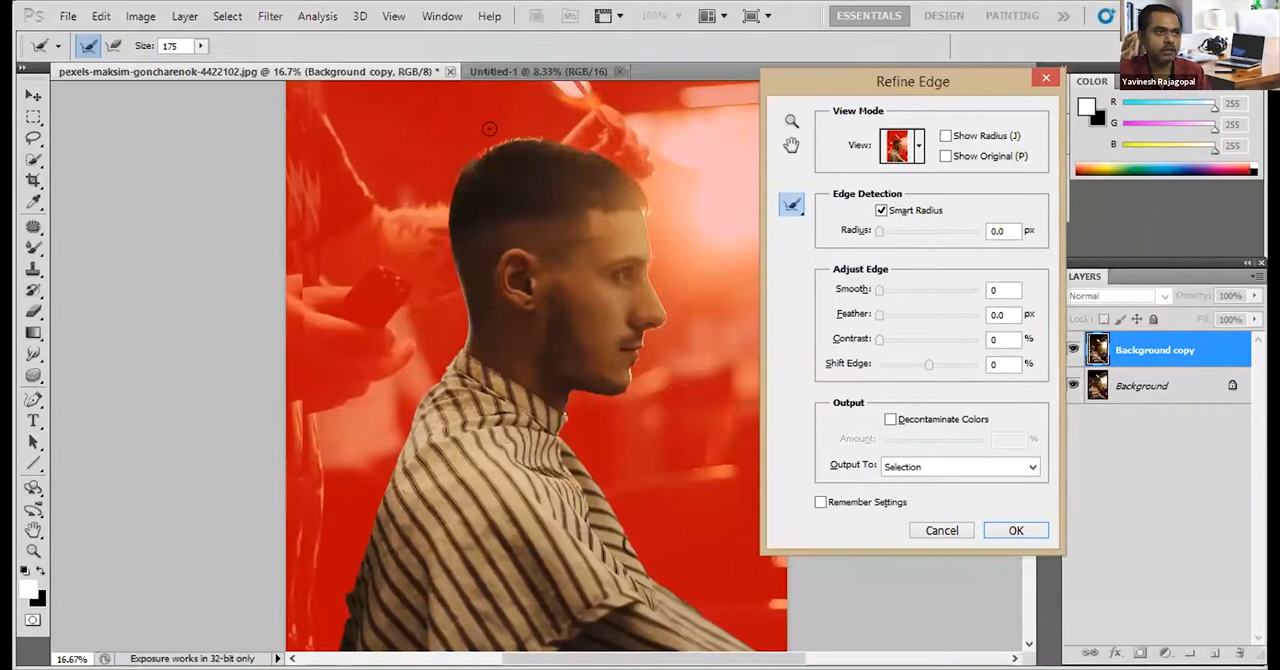 Ps File Edit Image Layer Select Filter Analysis 3D View Window Help Mb 100% ESSENTIALS DESIGN PAINTING
Size: 175
Yavinesh Rajagopal
pexels-maksim-goncharenok-4422102.jpg @ 16.7% (Background copy, RGB/8) * Untitled-1 @ 8.33% (RGB/16)
Refine Edge
COLOR
R 255
G 255
B 255
View Mode
View:
Show Radius (J)
Show Original (P)
Edge Detection
Smart Radius
Radius: 0.0 px
Adjust Edge
Smooth: 0
Feather: 0.0 px
Contrast: 0 %
Shift Edge: 0 %
Output
Decontaminate Colors
Amount: %
Output To: Selection
Remember Settings
Cancel OK
LAYERS
Normal Opacity: 100%
Lock: Fill: 100%
Background copy
Background
T
fx
16.67% Exposure works in 32-bit only